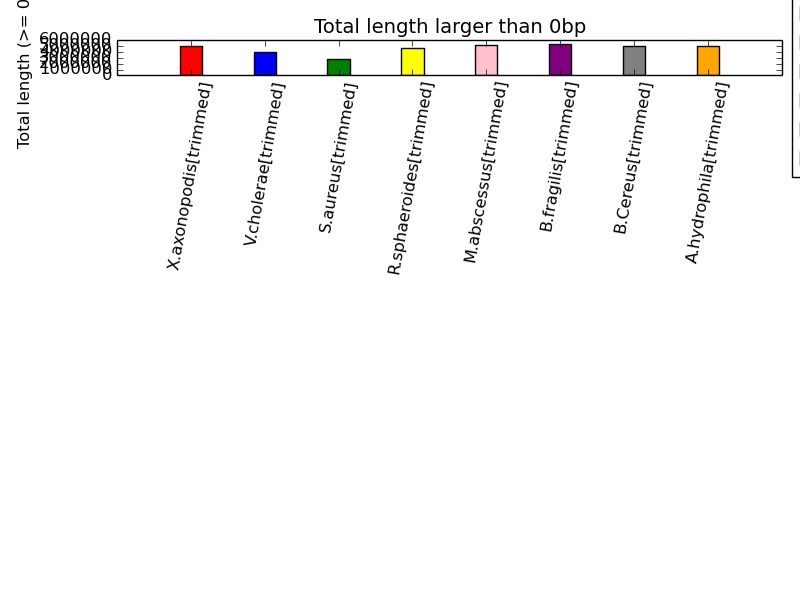 Total length larger than 0bp
Total length (>= 0
6000000
1000000
0
X.axonopodis[trimmed]
V.cholerae[trimmed]
S.aureus[trimmed]
R.sphaeroides[trimmed]
M.abscessus[trimmed]
B.fragilis[trimmed]
B.Cereus[trimmed]
A.hydrophila[trimmed]